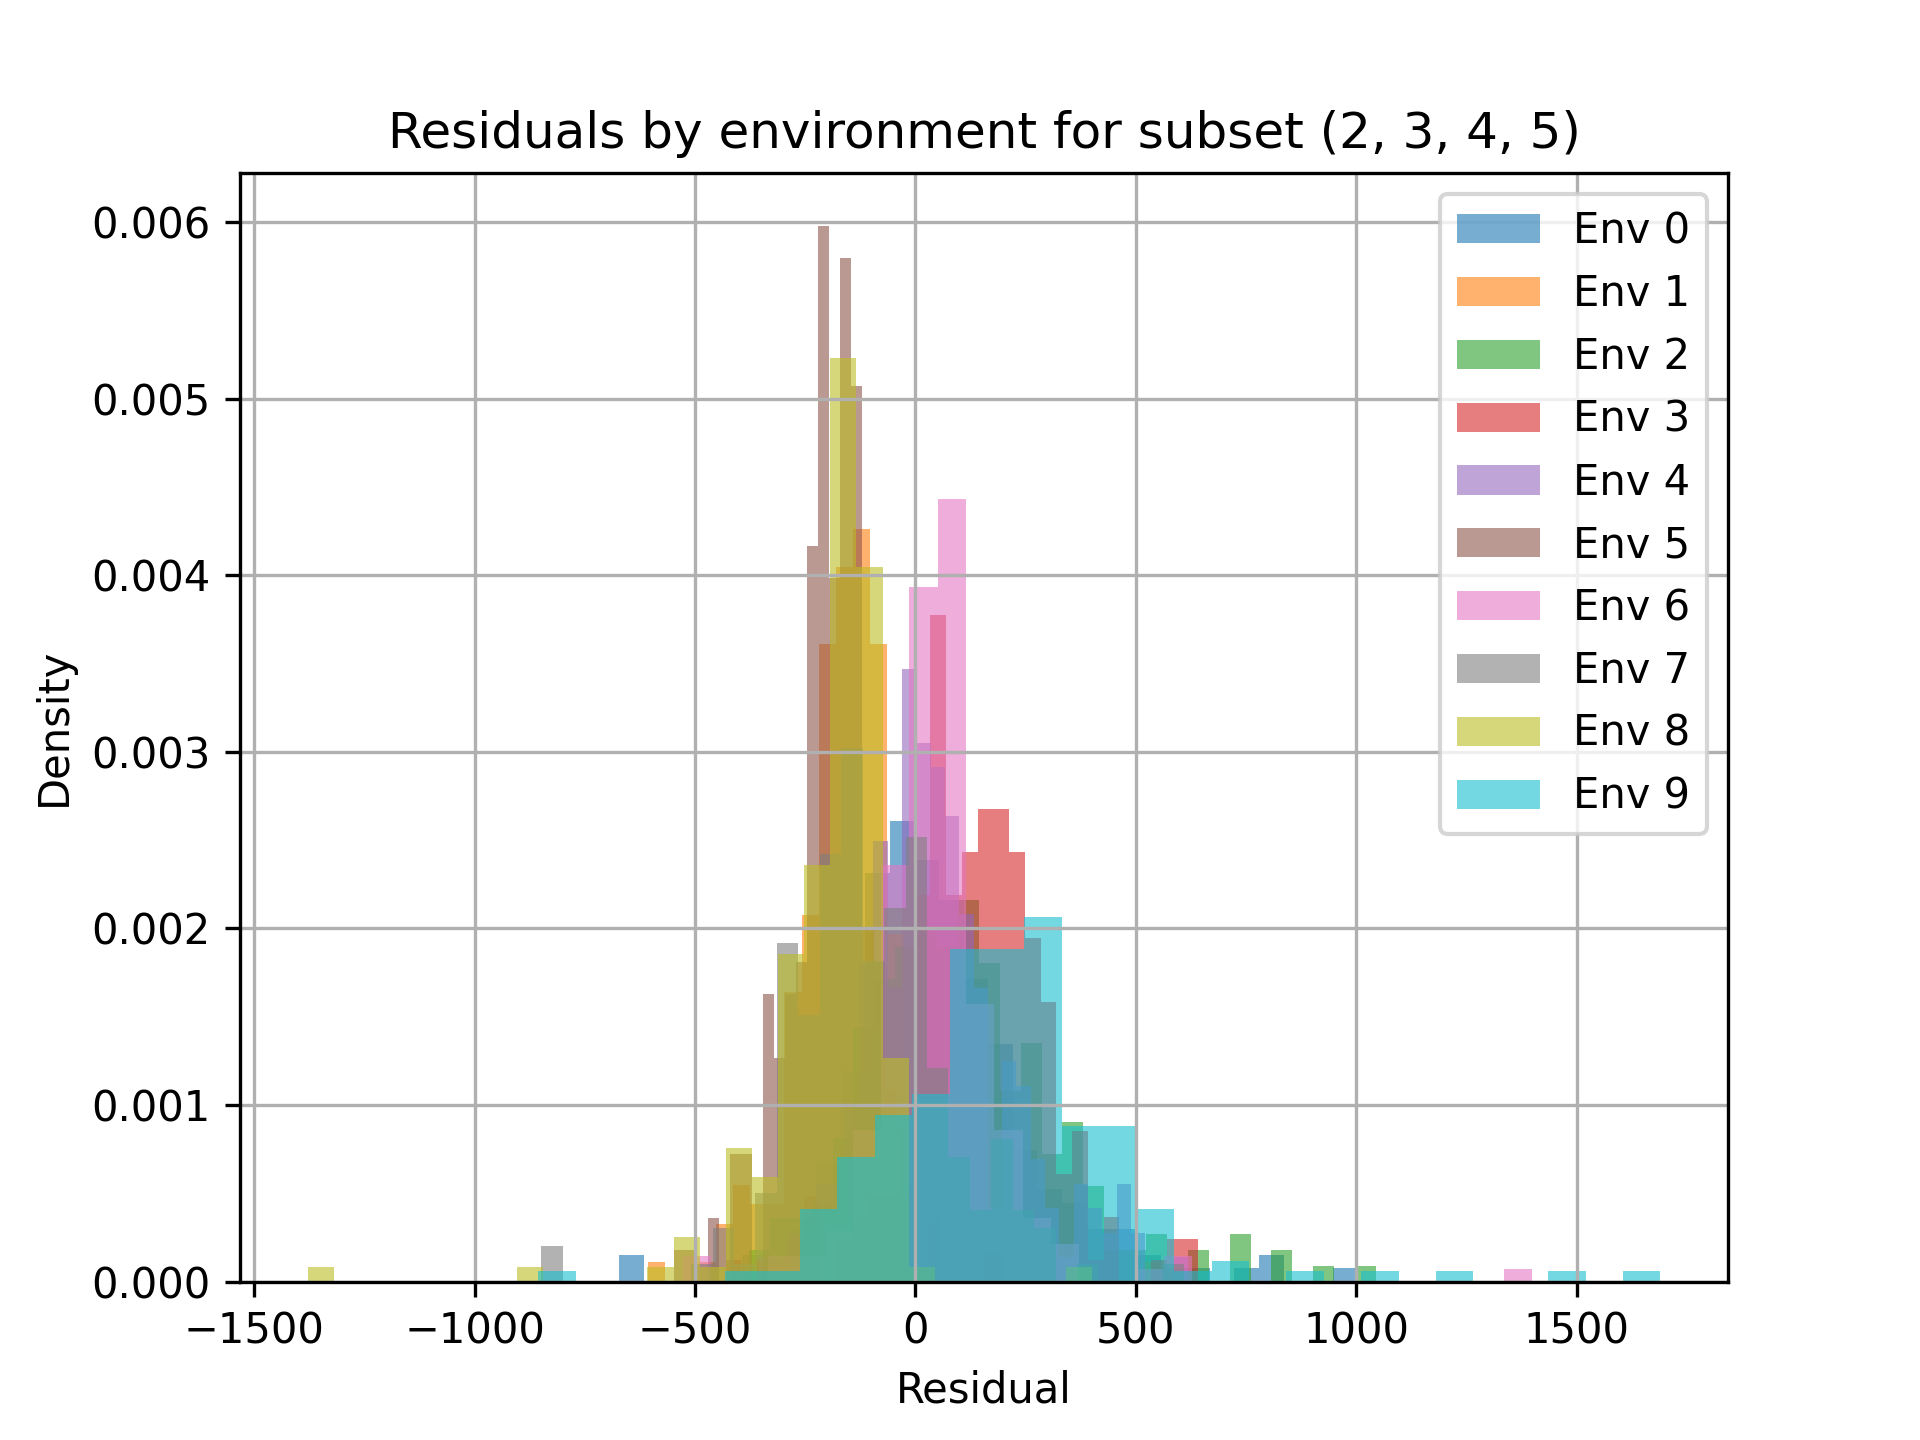 Residuals by environment for subset (2, 3, 4, 5)
0.006
0.005
0.004
0.003
0.002
0.001
0.000
Density
−1500
−1000
−500
0
500
1000
1500
Residual
Env 0
Env 1
Env 2
Env 3
Env 4
Env 5
Env 6
Env 7
Env 8
Env 9